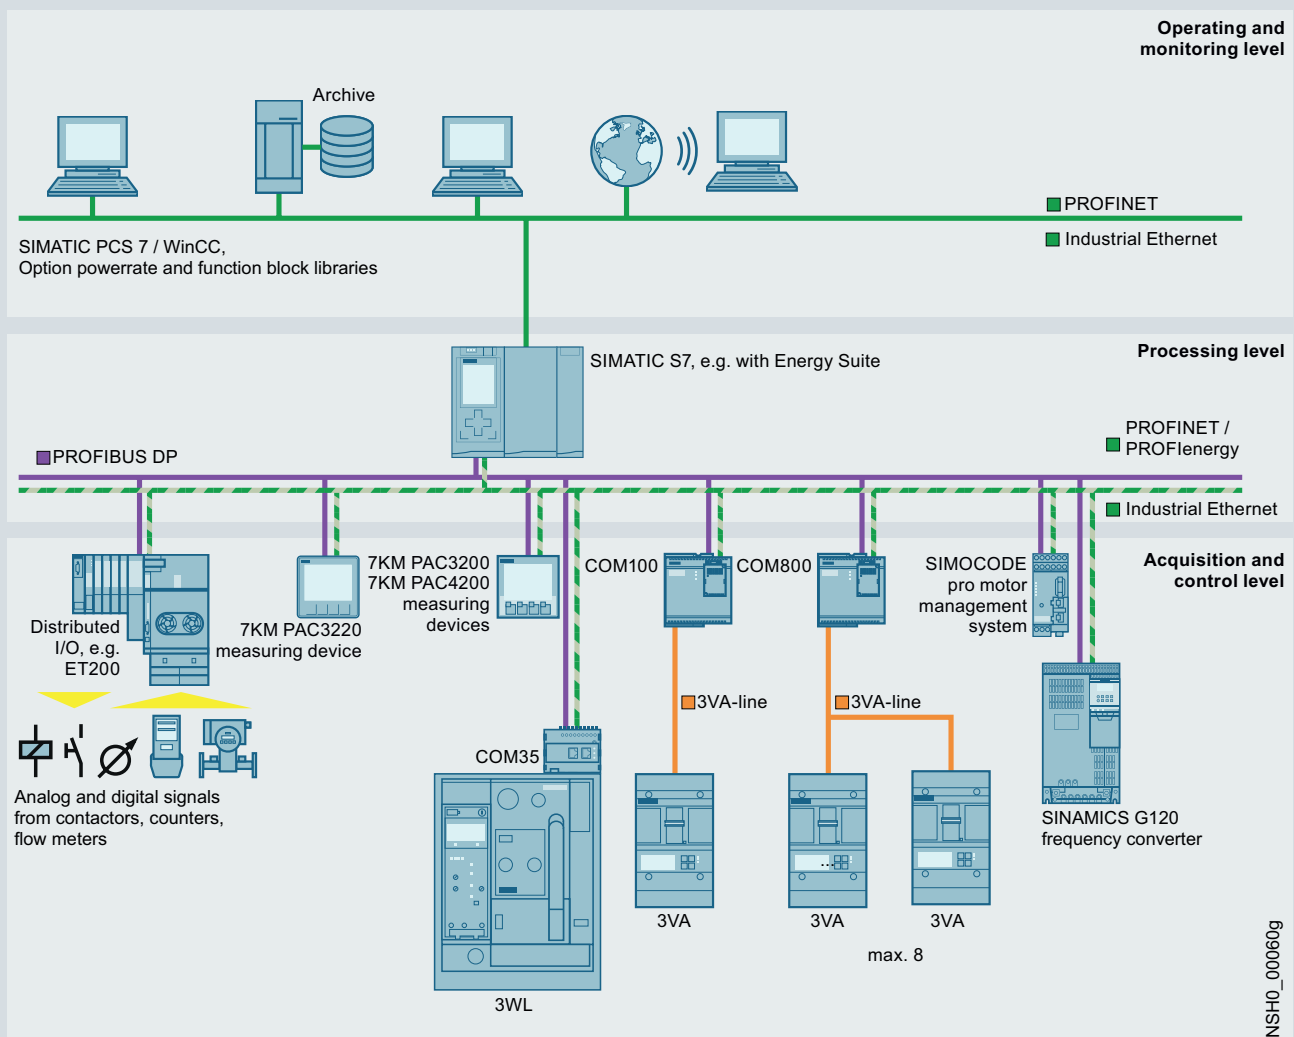 Operating and
monitoring level
Archive
PROFINET
Industrial Ethernet
SIMATIC PCS 7 / WinCC,
Option powerrate and function block libraries
Processing level
SIMATIC S7, e.g. with Energy Suite
PROFIBUS DP
PROFINET /
PROFIenergy
Industrial Ethernet
Acquisition and
control level
Distributed
I/O, e.g.
ET200
7KM PAC3220
measuring device
7KM PAC3200
7KM PAC4200
measuring
devices
COM100
COM800
SIMOCODE
pro motor
management
system
3VA-line
3VA-line
COM35
Analog and digital signals
from contactors, counters,
flow meters
SINAMICS G120
frequency converter
3VA
3VA
3VA
max. 8
3WL
NSH0_00060g